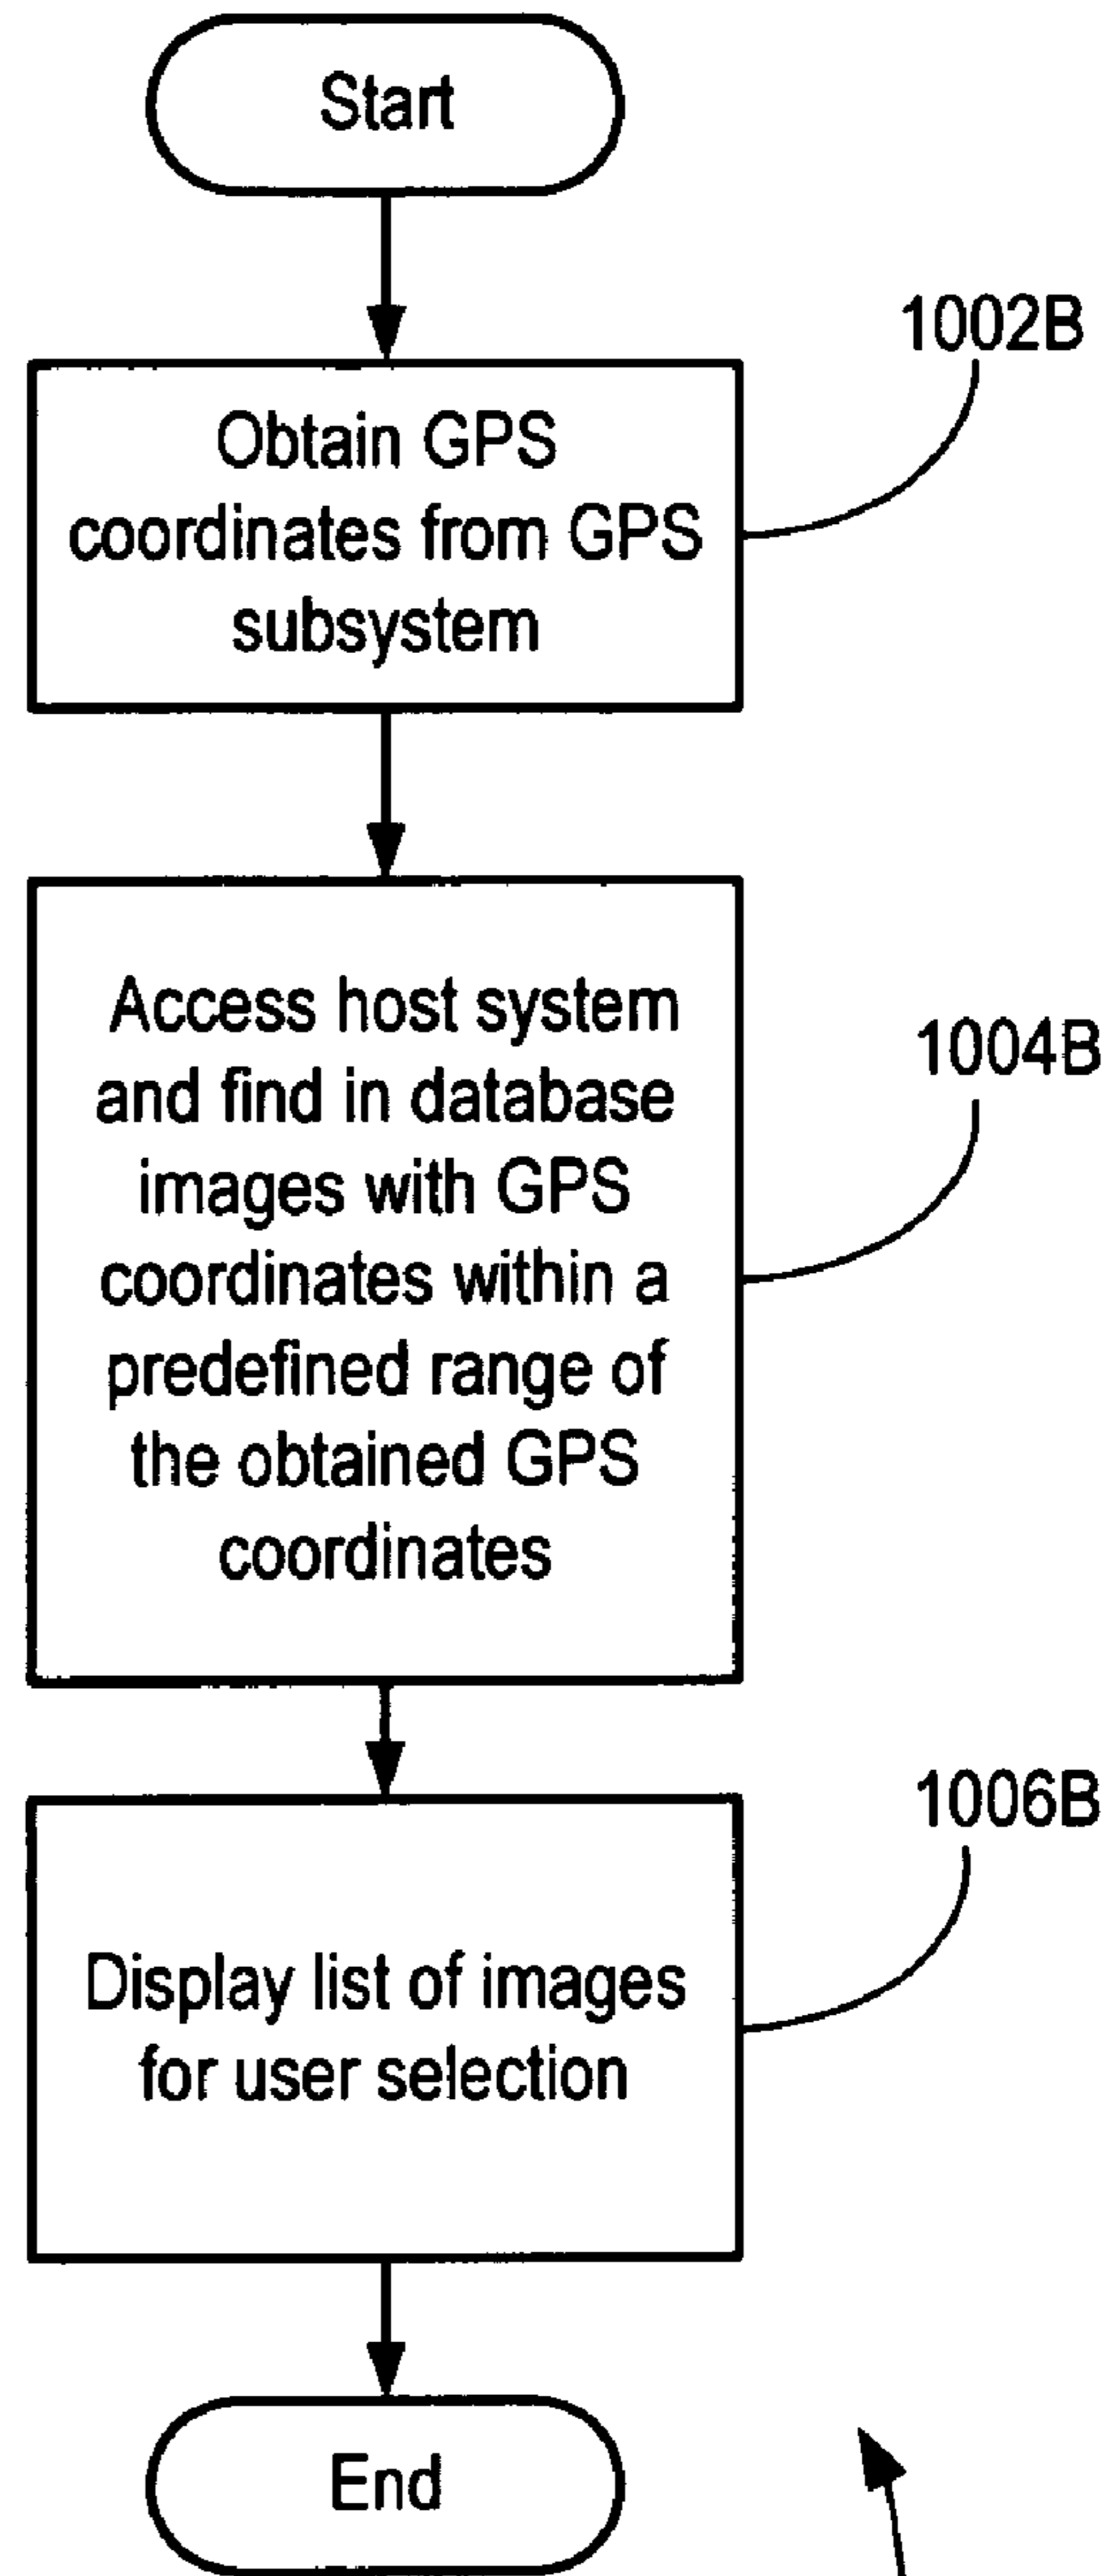 Start
1002B
Obtain GPS
coordinates from GPS
subsystem
1004B
Access host system
and find in database
images with GPS
coordinates within a
predefined range of
the obtained GPS
coordinates
1006B
Display list of images
for user selection
End